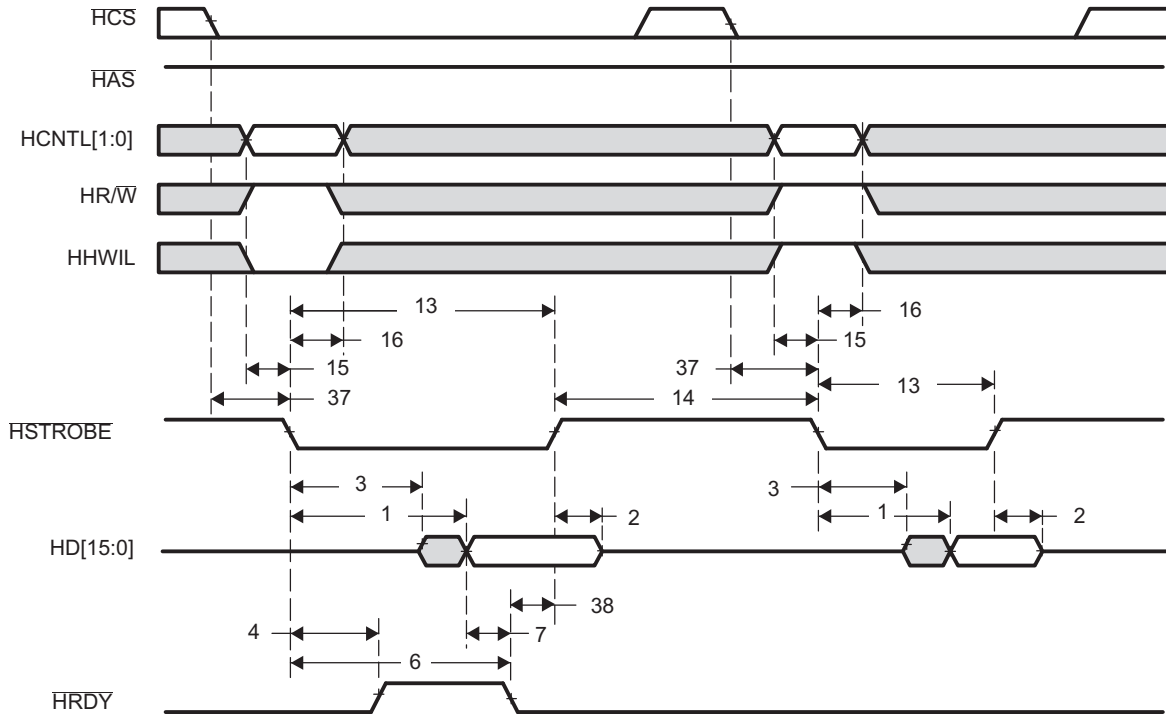 HCS
HAS
HCNTL[1:0]
HR/W
HHWIL
13
16
16
15
15
37
37
13
14
HSTROBE
3
3
1
1
2
2
HD[15:0]
38
4
7
6
HRDY